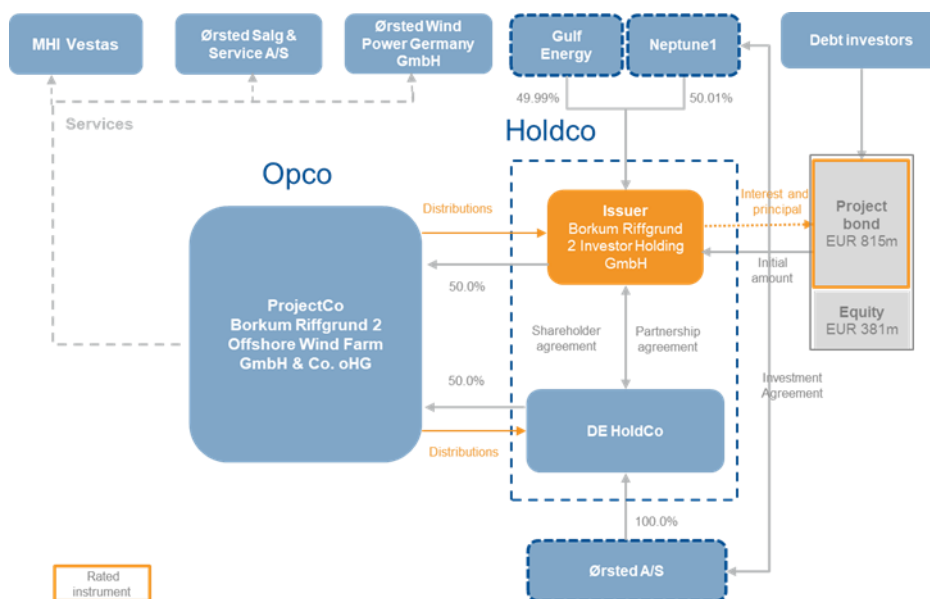 MHI Vestas
Ørsted Salg &
Service A/S
Ørsted Wind
Power Germany
GmbH
Gulf
Energy
Neptune1
Debt investors
49.99%
50.01%
Services
Holdco
Opco
Distributions
Issuer
Borkum Riffgrund
2 Investor Holding
GmbH
Interest and
principal
Project
bond
EUR 815m
Initial
amount
50.0%
Equity
EUR 381m
ProjectCo
Borkum Riffgrund 2
Offshore Wind Farm
GmbH & Co. oHG
Shareholder
agreement
Partnership
agreement
Investment
Agreement
50.0%
DE HoldCo
Distributions
100.0%
Ørsted A/S
Rated
instrument